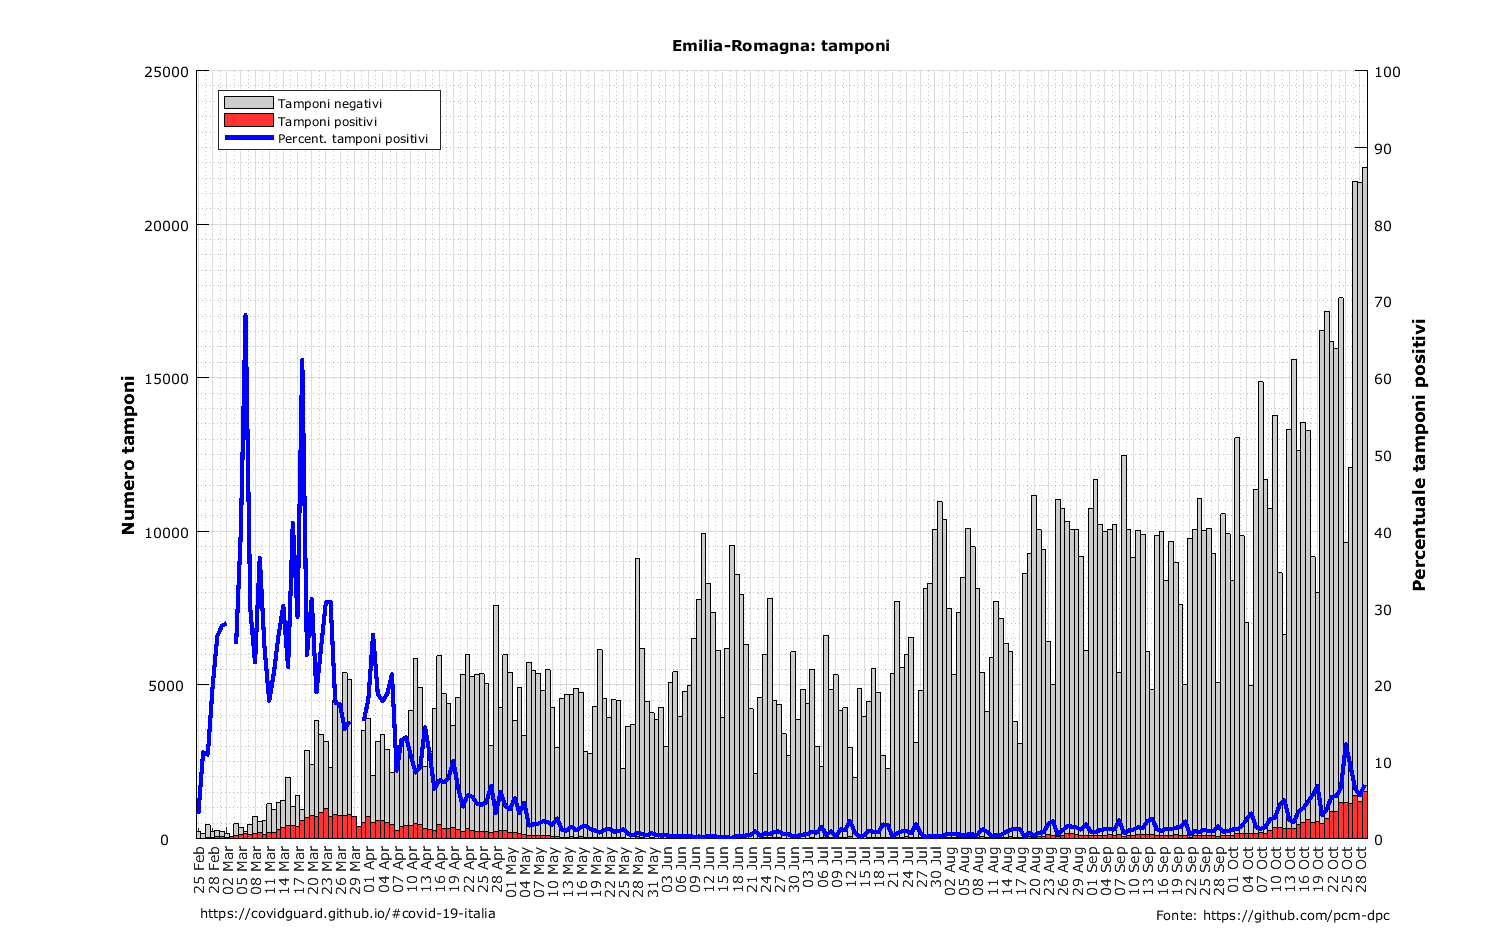 Emilia-Romagna: tamponi
25000
20000
15000
10000
5000
0
Numero tamponi
Tamponi negativi
Tamponi positivi
Percent. tamponi positivi
100
90
80
70
60
50
40
30
20
10
0
Percentuale tamponi positivi
25 Feb
28 Feb
02 Mar
05 Mar
08 Mar
11 Mar
14 Mar
17 Mar
20 Mar
23 Mar
26 Mar
29 Mar
01 Apr
04 Apr
07 Apr
10 Apr
13 Apr
16 Apr
19 Apr
22 Apr
25 Apr
28 Apr
01 May
04 May
07 May
10 May
13 May
16 May
19 May
22 May
25 May
28 May
31 May
03 Jun
06 Jun
09 Jun
12 Jun
15 Jun
18 Jun
21 Jun
24 Jun
27 Jun
30 Jun
03 Jul
06 Jul
09 Jul
12 Jul
15 Jul
18 Jul
21 Jul
24 Jul
27 Jul
30 Jul
02 Aug
05 Aug
08 Aug
11 Aug
14 Aug
17 Aug
20 Aug
23 Aug
26 Aug
29 Aug
01 Sep
04 Sep
07 Sep
10 Sep
13 Sep
16 Sep
19 Sep
22 Sep
25 Sep
28 Sep
01 Oct
04 Oct
07 Oct
10 Oct
13 Oct
16 Oct
19 Oct
22 Oct
25 Oct
28 Oct
https://covidguard.github.io/#covid-19-italia
Fonte: https://github.com/pcm-dpc